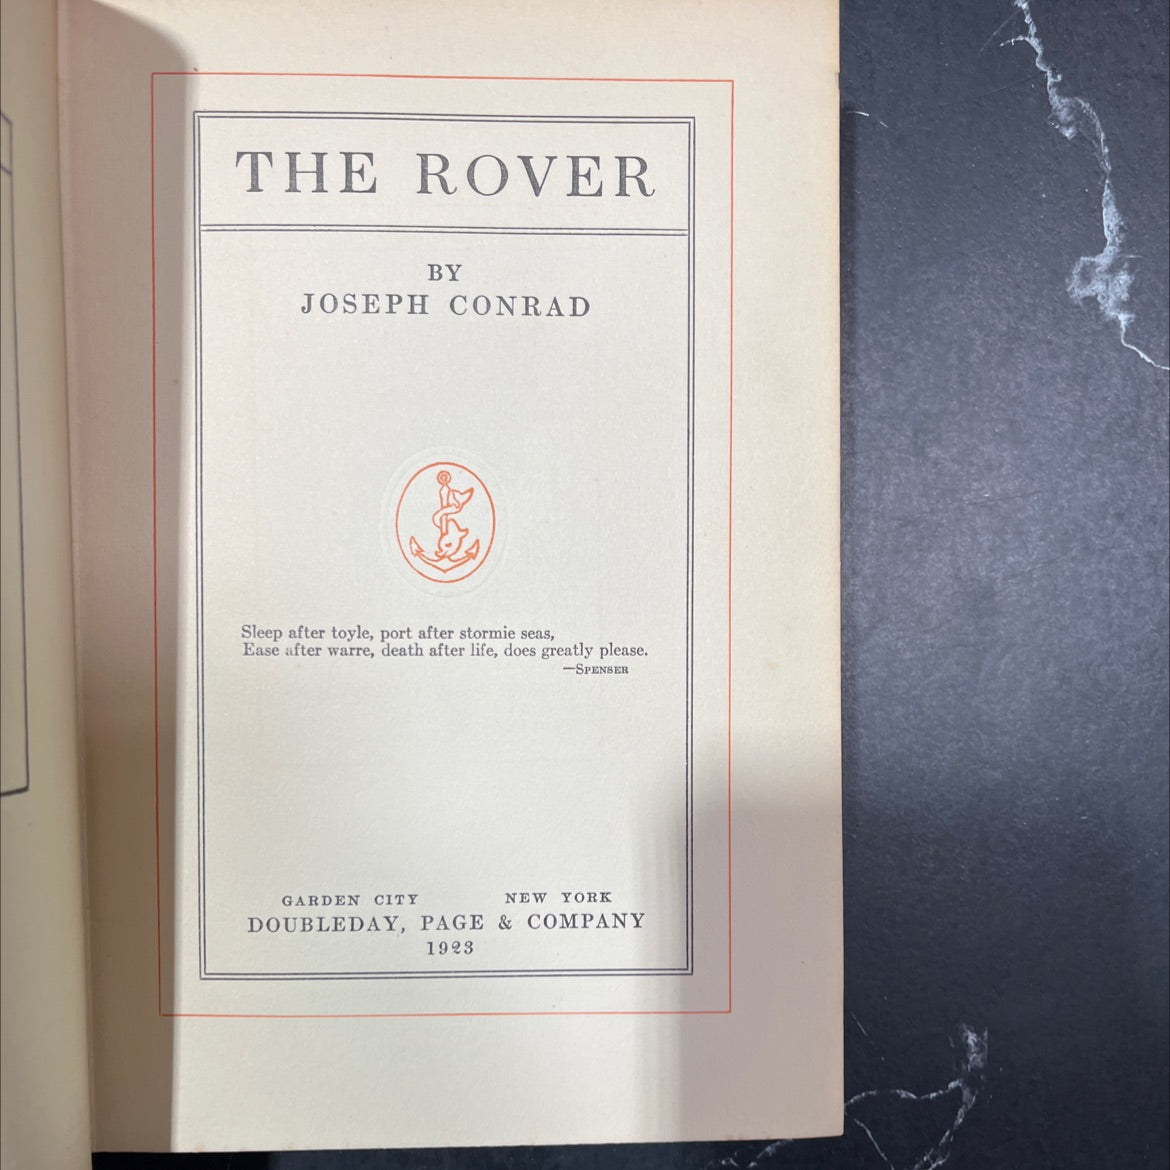 THE ROVER
BY
JOSEPH CONRAD
Sleep after toyle, port after stormie seas,
Ease after warre, death after life, does greatly please.
—SPENSER
GARDEN CITY NEW YORK
DOUBLEDAY, PAGE & COMPANY
1923